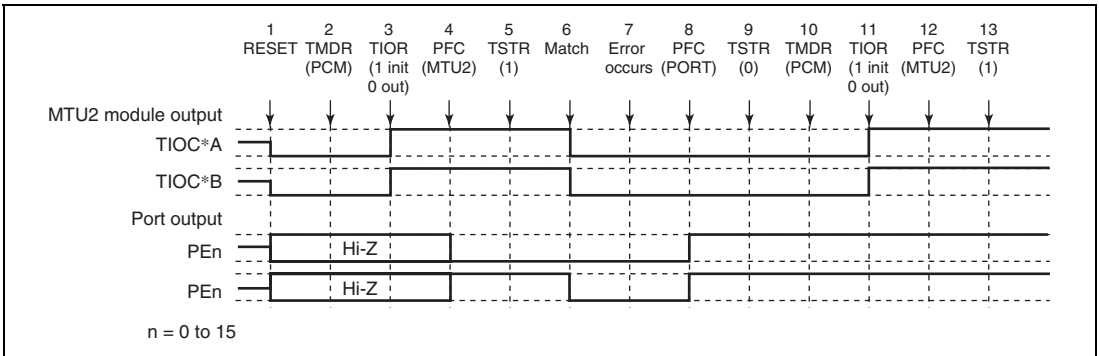 1 2 3 4 5 6 7 8 9 10 11 12 13
RESET TMDR TIOR PFC TSTR Match Error PFC TSTR TMDR TIOR PFC TSTR
(PCM) (1 init (MTU2) (1) occurs (PORT) (0) (PCM) (1 init (MTU2) (1)
0 out) 0 out)
MTU2 module output
TIOC*A
TIOC*B
Port output
PEn Hi-Z
PEn Hi-Z
n = 0 to 15